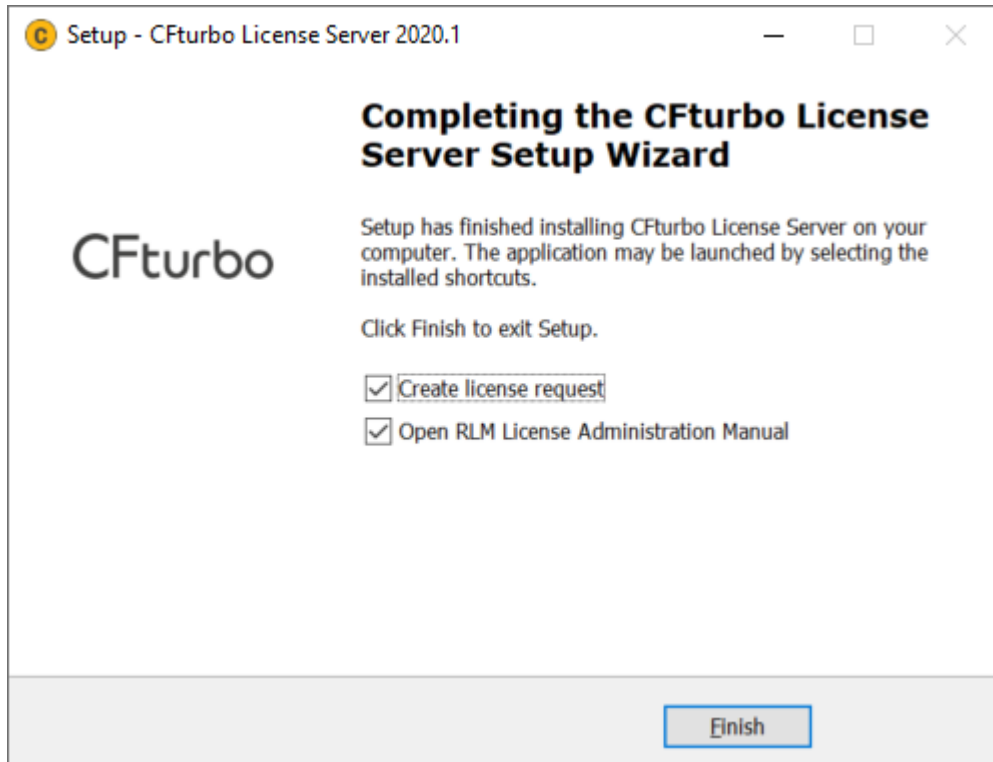 Setup - CFturbo License Server 2020.1
Completing the CFturbo License
Server Setup Wizard
CFturbo
Setup has finished installing CFturbo License Server on your
computer. The application may be launched by selecting the
installed shortcuts.
Click Finish to exit Setup.
Create license request
Open RLM License Administration Manual
Finish